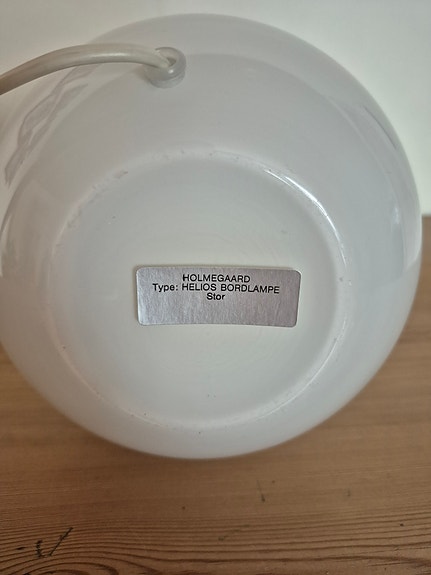 HOLMEGAARD
Type: HELIOS BORDLAMPE
Stor